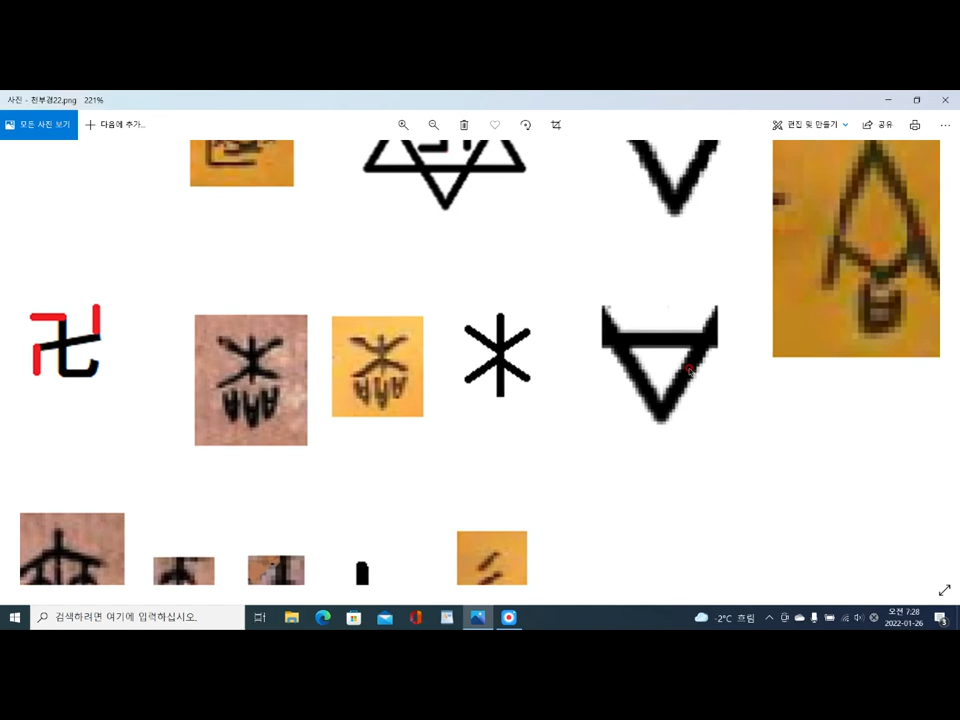 사진 - 천부경22.png 221%
모든 사진 보기 다음에 추가... 편집 및 만들기 공유
검색하려면 여기에 입력하십시오. -2°C 흐림 오전 7:28
2022-01-26
3